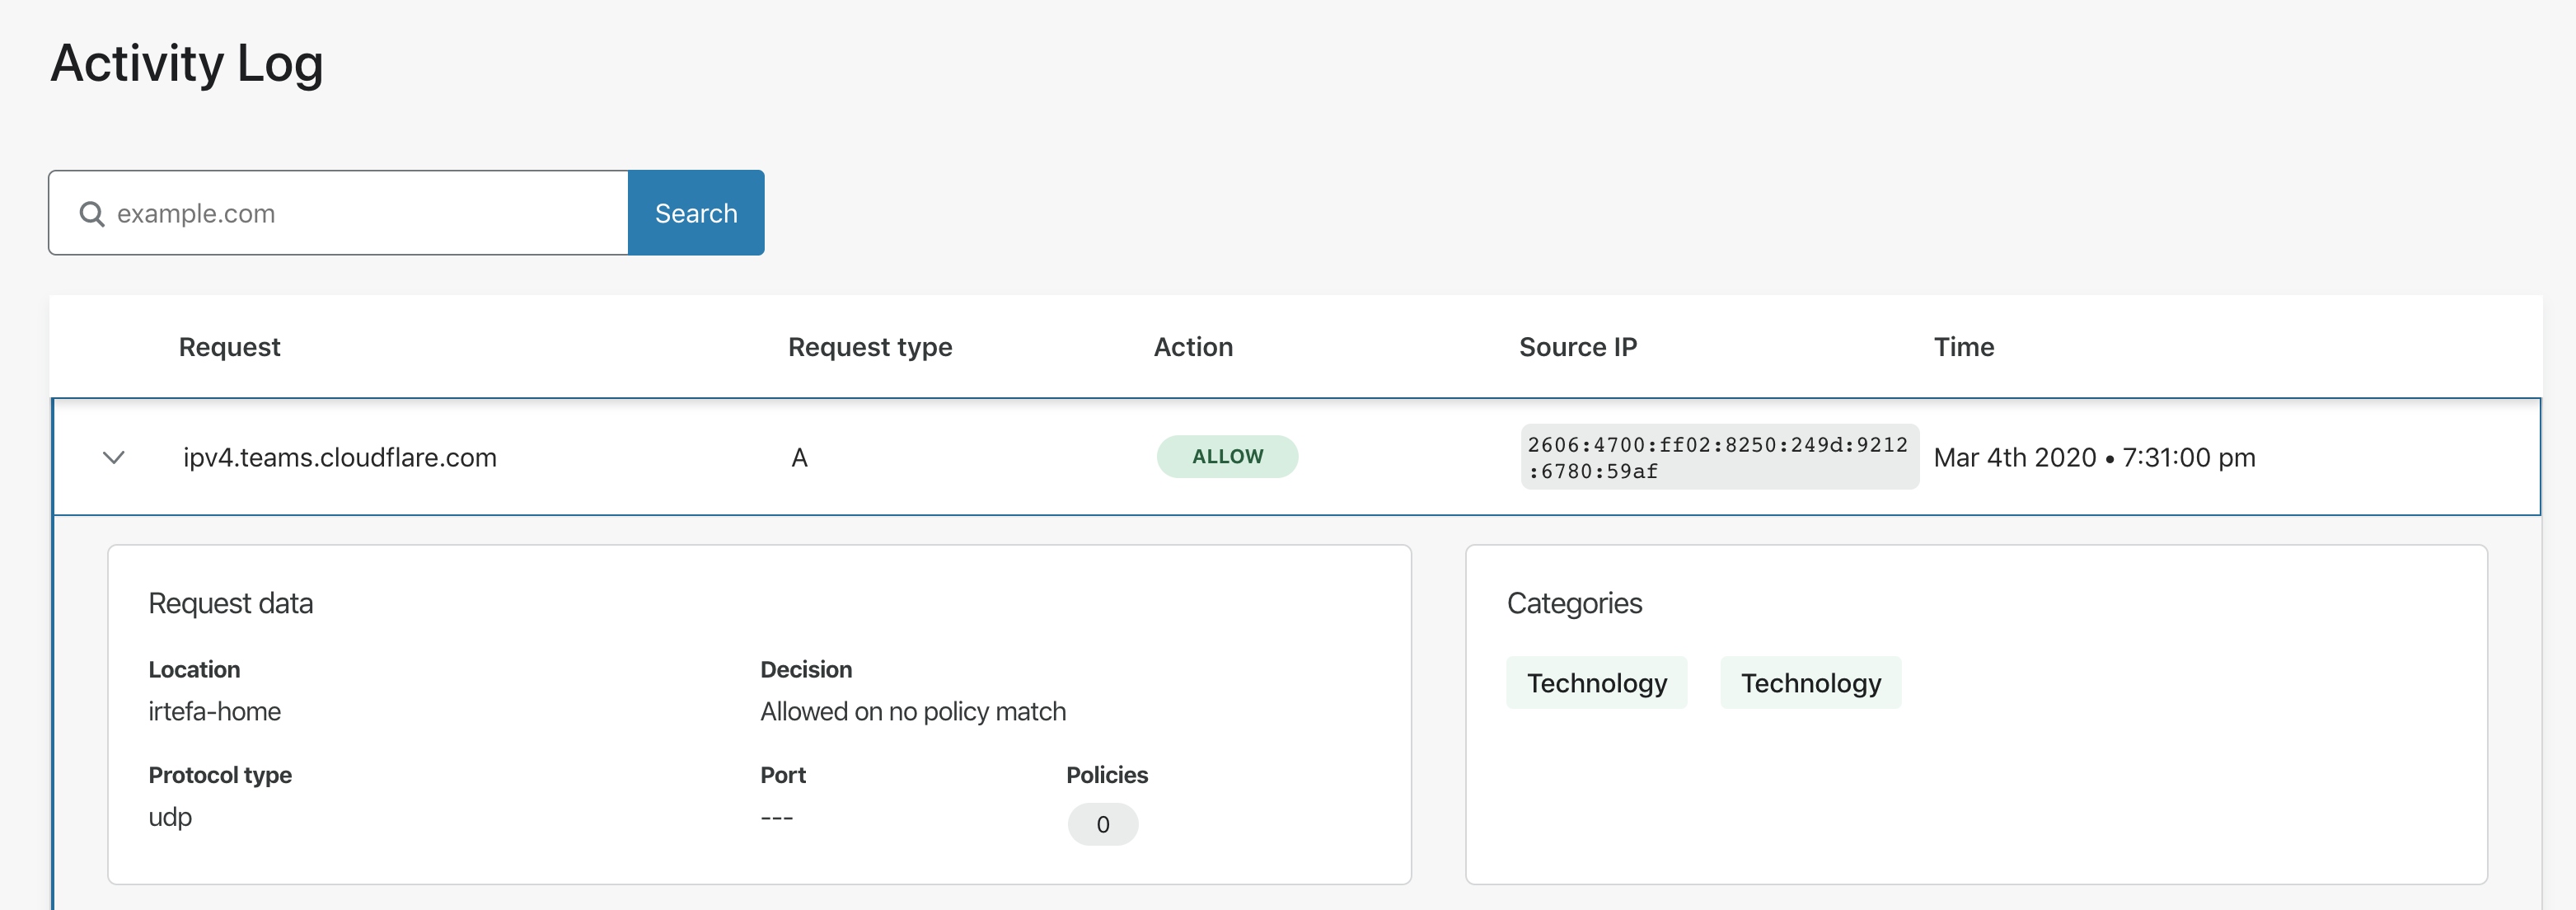 Activity Log
example.com
Search
Request Request type Action Source IP Time
ipv4.teams.cloudflare.com A ALLOW 2606:4700:ff02:8250:249d:9212 Mar 4th 2020 • 7:31:00 pm
:6780:59af
Request data
Location Decision
irtefa-home Allowed on no policy match
Protocol type Port Policies
udp --- 0
Categories
Technology Technology